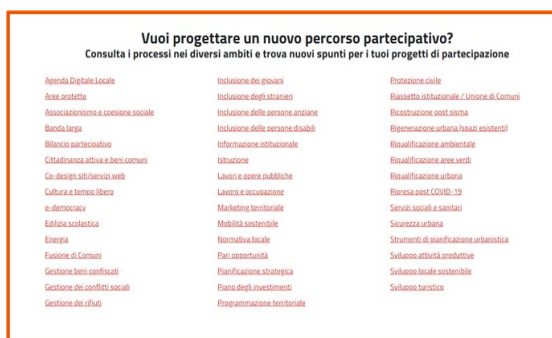 Vuoi progettare un nuovo percorso partecipativo?
Consulta i processi nei diversi ambiti e trova nuovi spunti per i tuoi progetti di partecipazione
Agenda Digitale Locale
Aree protette
Associazionismo e coesione sociale
Banda larga
Bilancio partecipativo
Cittadinanza attiva e beni comuni
Co-design siti/servizi web
Cultura e tempo libero
e-democracy
Edilizia scolastica
Energia
Fusione di Comuni
Gestione beni confiscati
Gestione dei conflitti sociali
Gestione dei rifiuti
Inclusione dei giovani
Inclusione degli stranieri
Inclusione delle persone anziane
Inclusione delle persone disabili
Informazione istituzionale
Istruzione
Lavori e opere pubbliche
Lavoro e occupazione
Marketing territoriale
Mobilità sostenibile
Normativa locale
Pari opportunità
Pianificazione strategica
Piano degli investimenti
Programmazione territoriale
Protezione civile
Riassetto istituzionale / Unione di Comuni
Ricostruzione post sisma
Rigenerazione urbana (spazi esistenti)
Riqualificazione ambientale
Riqualificazione aree verdi
Riqualificazione urbana
Ripresa post COVID-19
Servizi sociali e sanitari
Sicurezza urbana
Strumenti di pianificazione urbanistica
Sviluppo attività produttive
Sviluppo locale sostenibile
Sviluppo turistico